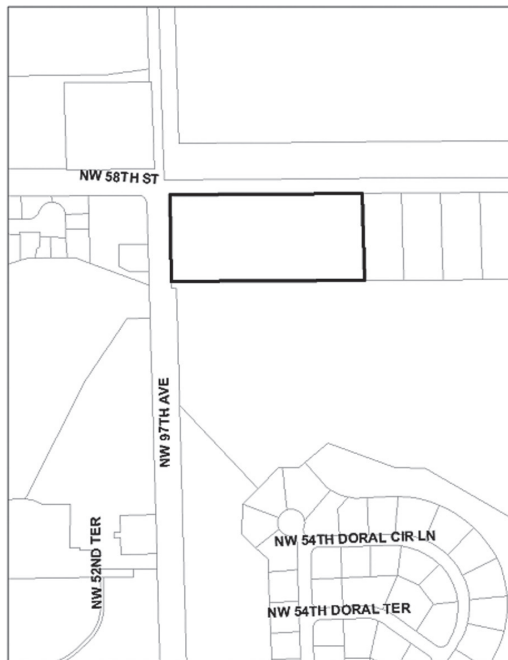 NW 58TH ST
NW 97TH AVE
NW 52ND TER
NW 54TH DORAL CIR LN
NW 54TH DORAL TER